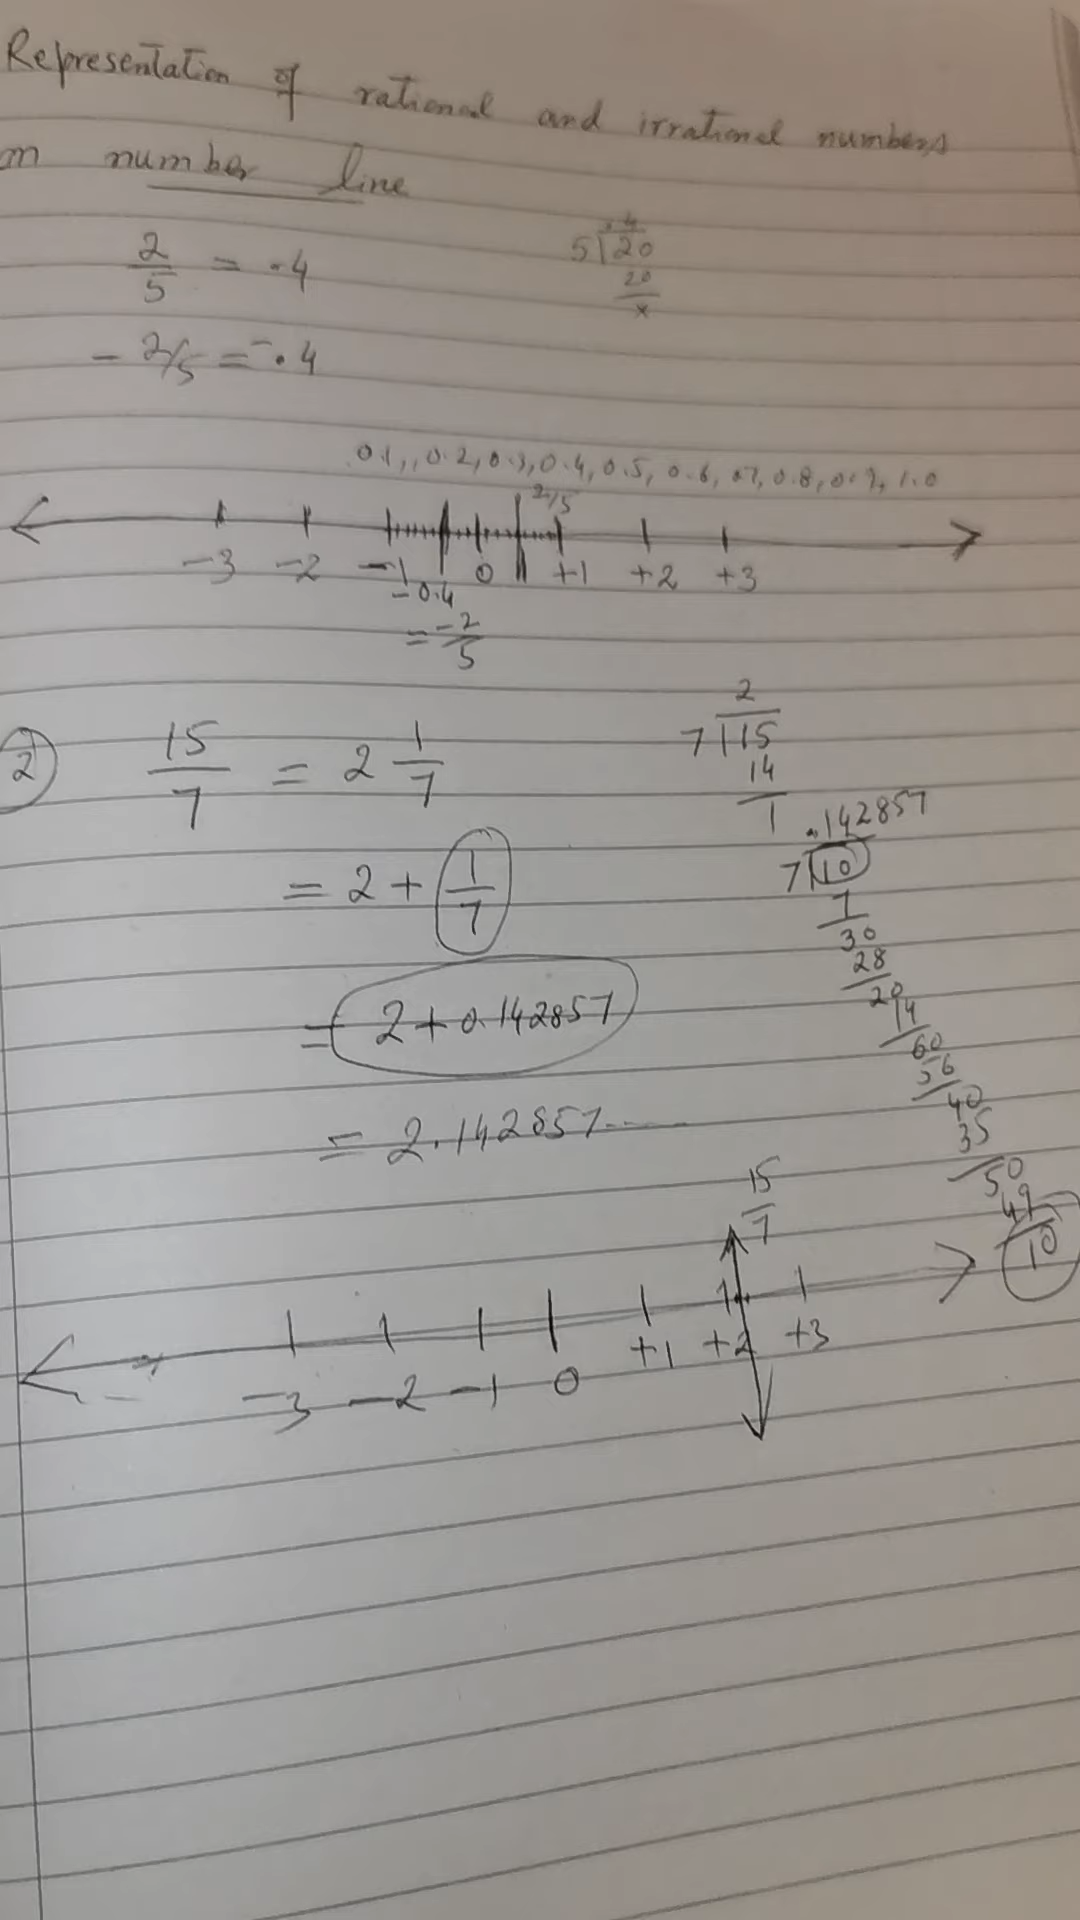 Representation of rational and irrational numbers
on number line
2/5 = .4
.4
5 20
20
x
- 2/5 = -.4
0.1,, 0.2, 0.3, 0.4, 0.5, 0.6, .7, 0.8, 0.9, 1.0
2/5
-3 -2 -1 0 +1 +2 +3
-0.4
= -2/5
2
7 15
14
1
2 15/7 = 2 1/7
.142857
7 10
7
30
28
20
14
60
56
40
35
50
49
10
= 2 + 1/7
= 2 + 0.142857
= 2.142857-----
15/7
-3 -2 -1 0 +1 +2 +3